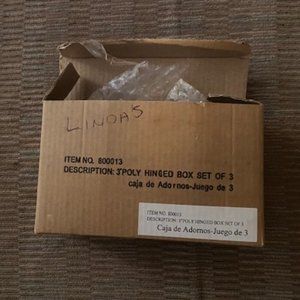 LINDA'S
ITEM NO. 800013
DESCRIPTION: 3"POLY HINGED BOX SET OF 3
caja de Adornos-Juego de 3
ITEM NO. 800013
DESCRIPTION: 3"POLY HINGED BOX SET OF 3
Caja de Adornos-Juego de 3